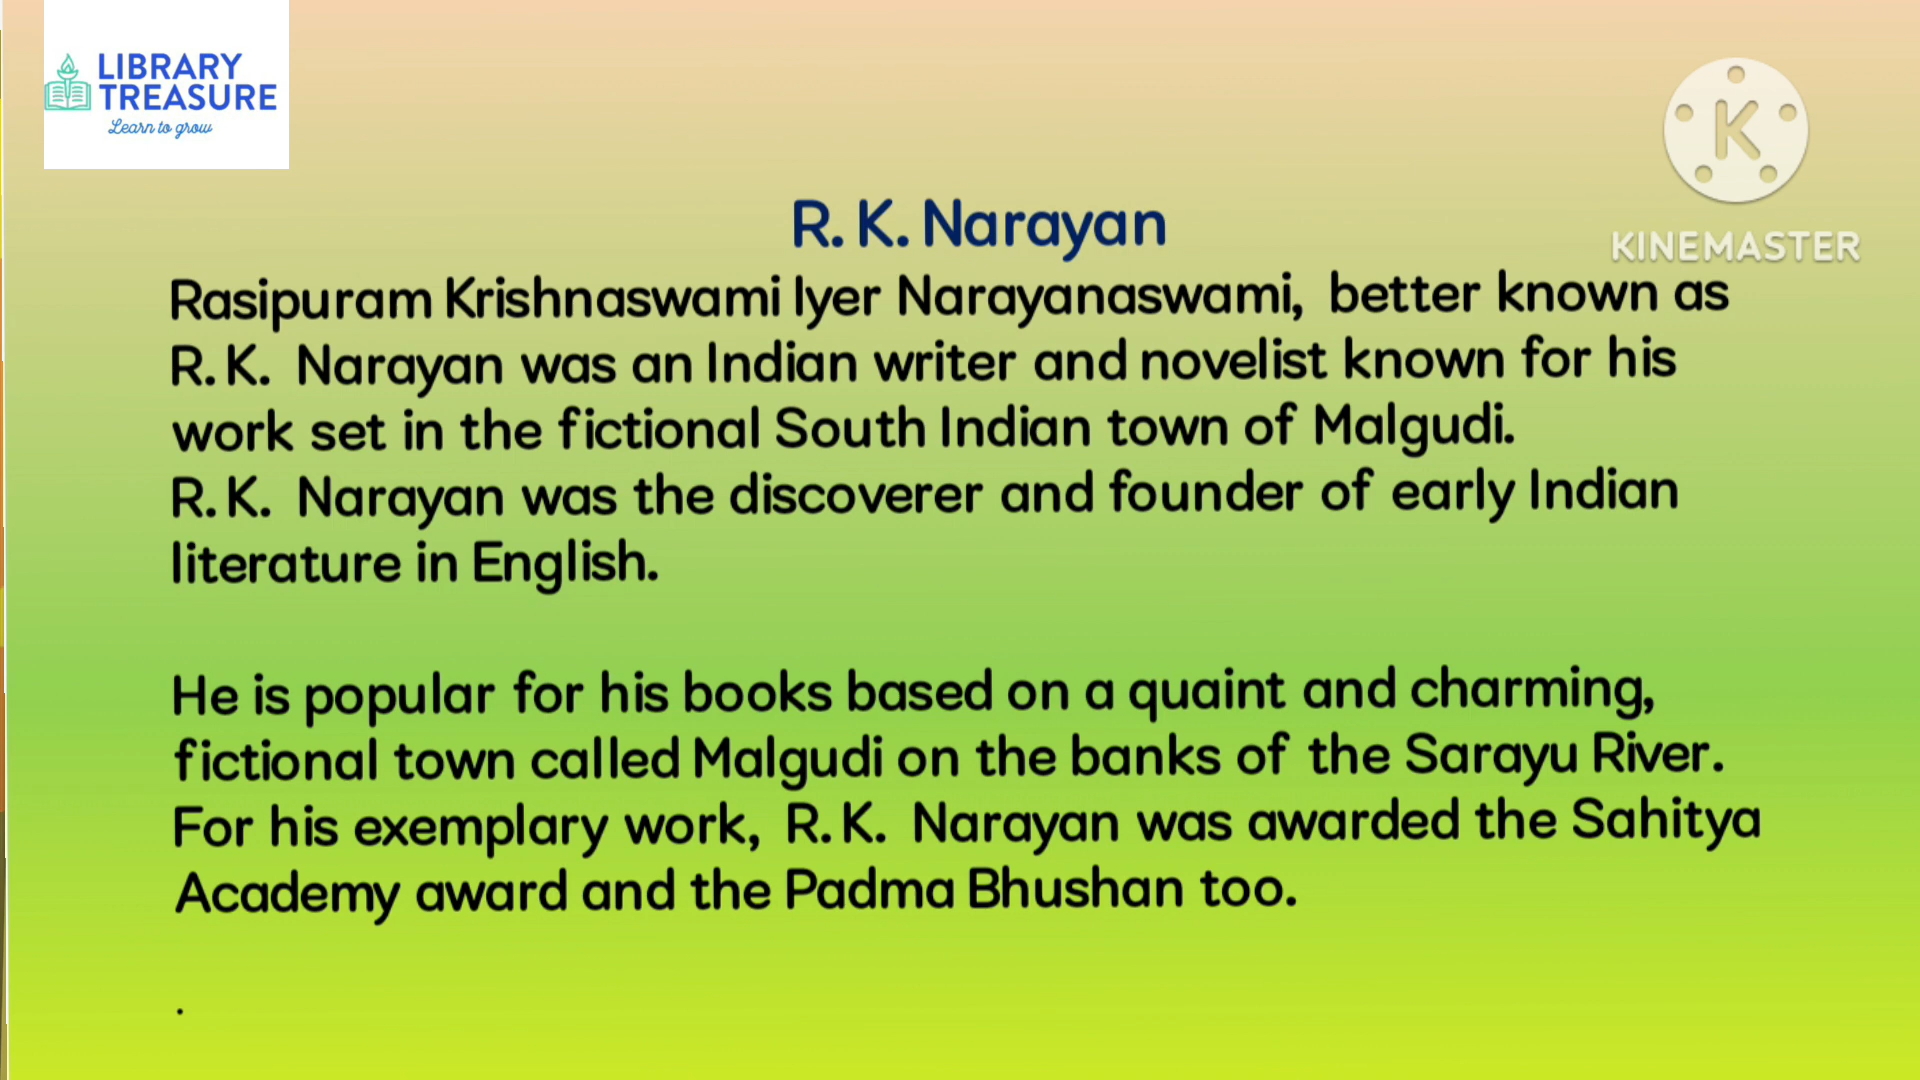 LIBRARY
TREASURE
Learn to grow
K
KINEMASTER
R. K. Narayan
Rasipuram Krishnaswami Iyer Narayanaswami, better known as
R. K. Narayan was an Indian writer and novelist known for his
work set in the fictional South Indian town of Malgudi.
R. K. Narayan was the discoverer and founder of early Indian
literature in English.
He is popular for his books based on a quaint and charming,
fictional town called Malgudi on the banks of the Sarayu River.
For his exemplary work, R. K. Narayan was awarded the Sahitya
Academy award and the Padma Bhushan too.
.